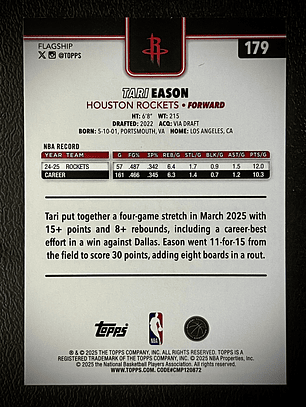 FLAGSHIP
@TOPPS
179
R
TARI EASON
HOUSTON ROCKETS • FORWARD
HT: 6'8" WT: 215
DRAFTED: 2022 ACQ: VIA DRAFT
BORN: 5-10-01, PORTSMOUTH, VA HOME: LOS ANGELES, CA
NBA RECORD
YEAR TEAM G FG% 3P% REB/G STL/G BLK/G AST/G PTS/G
24-25 ROCKETS 57 .487 .342 6.4 1.7 0.9 1.5 12.0
CAREER 161 .466 .345 6.3 1.4 0.7 1.2 10.3
Tari put together a four-game stretch in March 2025 with
15+ points and 8+ rebounds, including a career-best
effort in a win against Dallas. Eason went 11-for-15 from
the field to score 30 points, adding eight boards in a rout.
Topps
NBA
® & © 2025 THE TOPPS COMPANY, INC. ALL RIGHTS RESERVED. TOPPS IS A
REGISTERED TRADEMARK OF THE TOPPS COMPANY, INC. © 2025 NBA Properties, Inc.
© 2025 the National Basketball Players Association. All rights reserved.
WWW.TOPPS.COM. CODE#CMP120872